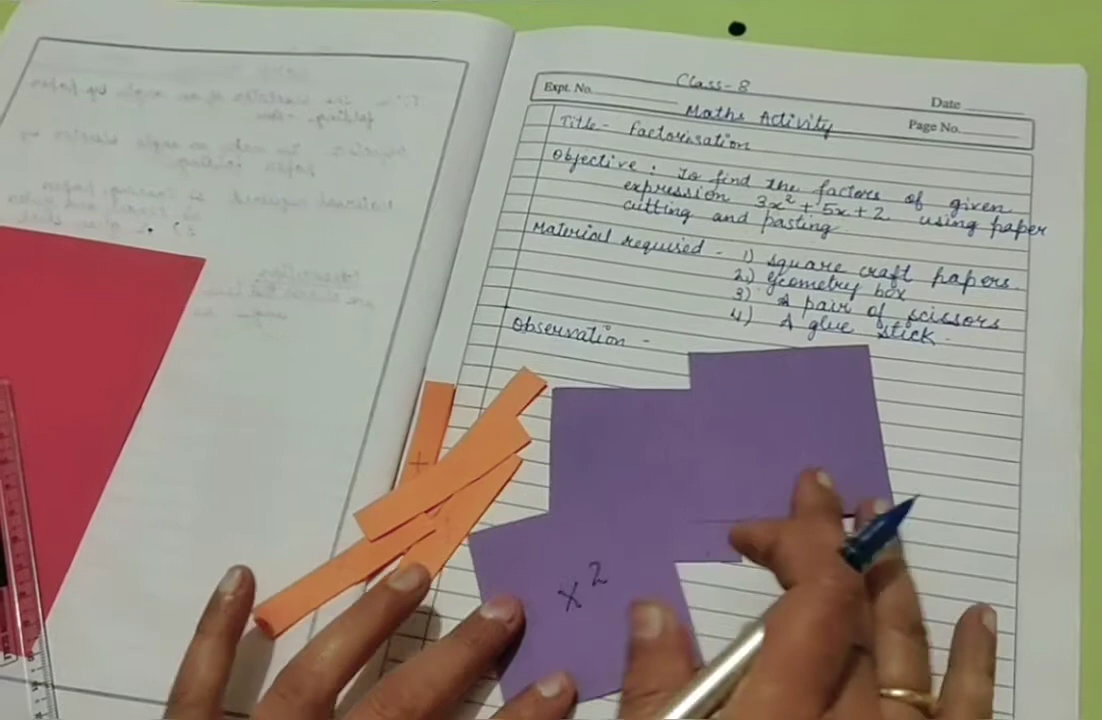 Class-8
Expt. No. Date
Maths Activity
Page No.
Title- Factorisation
Objective: To find the factors of given
expression 3x² + 5x + 2 using paper
cutting and pasting
Material required - 1) square craft papers
2) geometry box
3) A pair of scissors
4) A glue stick.
Observation -
x
x²